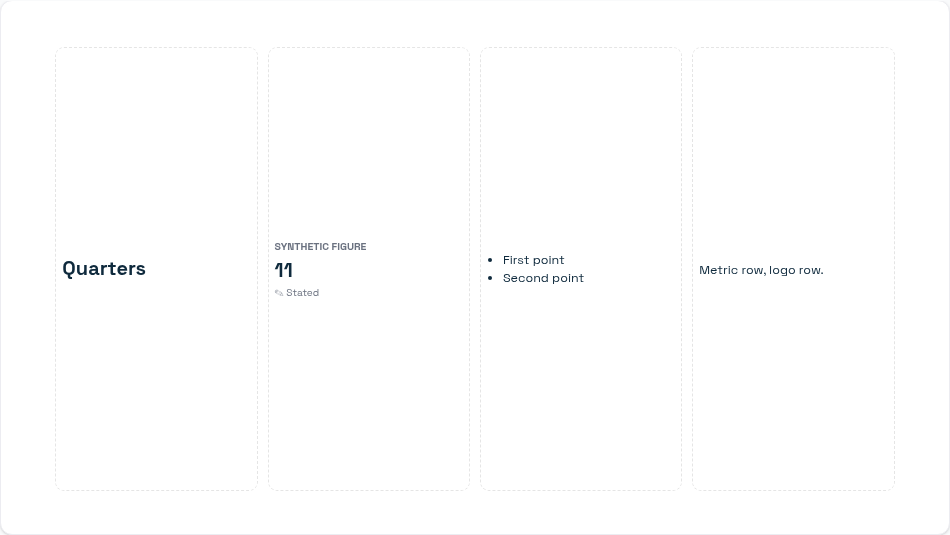 Quarters
SYNTHETIC FIGURE
11
✎ Stated
• First point
• Second point
Metric row, logo row.